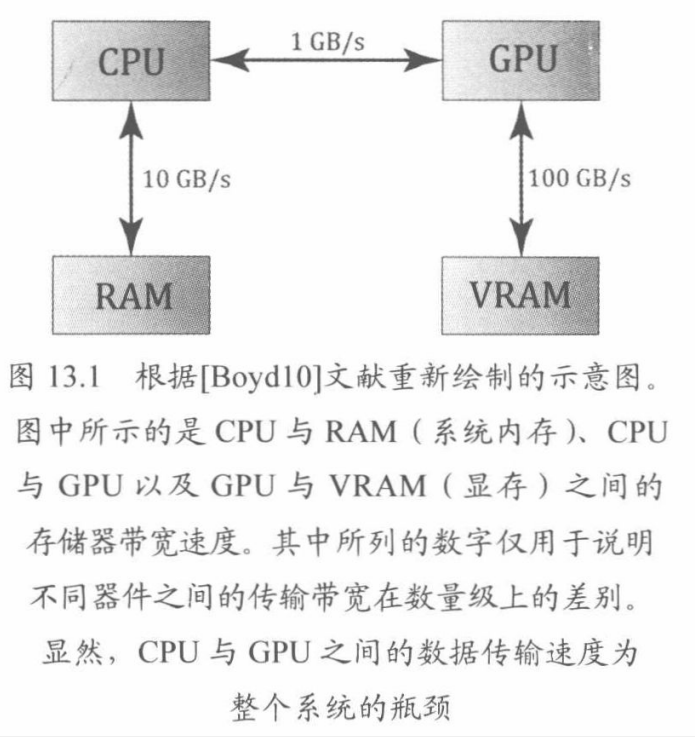 CPU
1 GB/s
GPU
10 GB/s
100 GB/s
RAM
VRAM
图 13.1 根据[Boyd10]文献重新绘制的示意图。
图中所示的是 CPU 与 RAM（系统内存）、CPU
与 GPU 以及 GPU 与 VRAM（显存）之间的
存储器带宽速度。其中所列的数字仅用于说明
不同器件之间的传输带宽在数量级上的差别。
显然，CPU 与 GPU 之间的数据传输速度为
整个系统的瓶颈